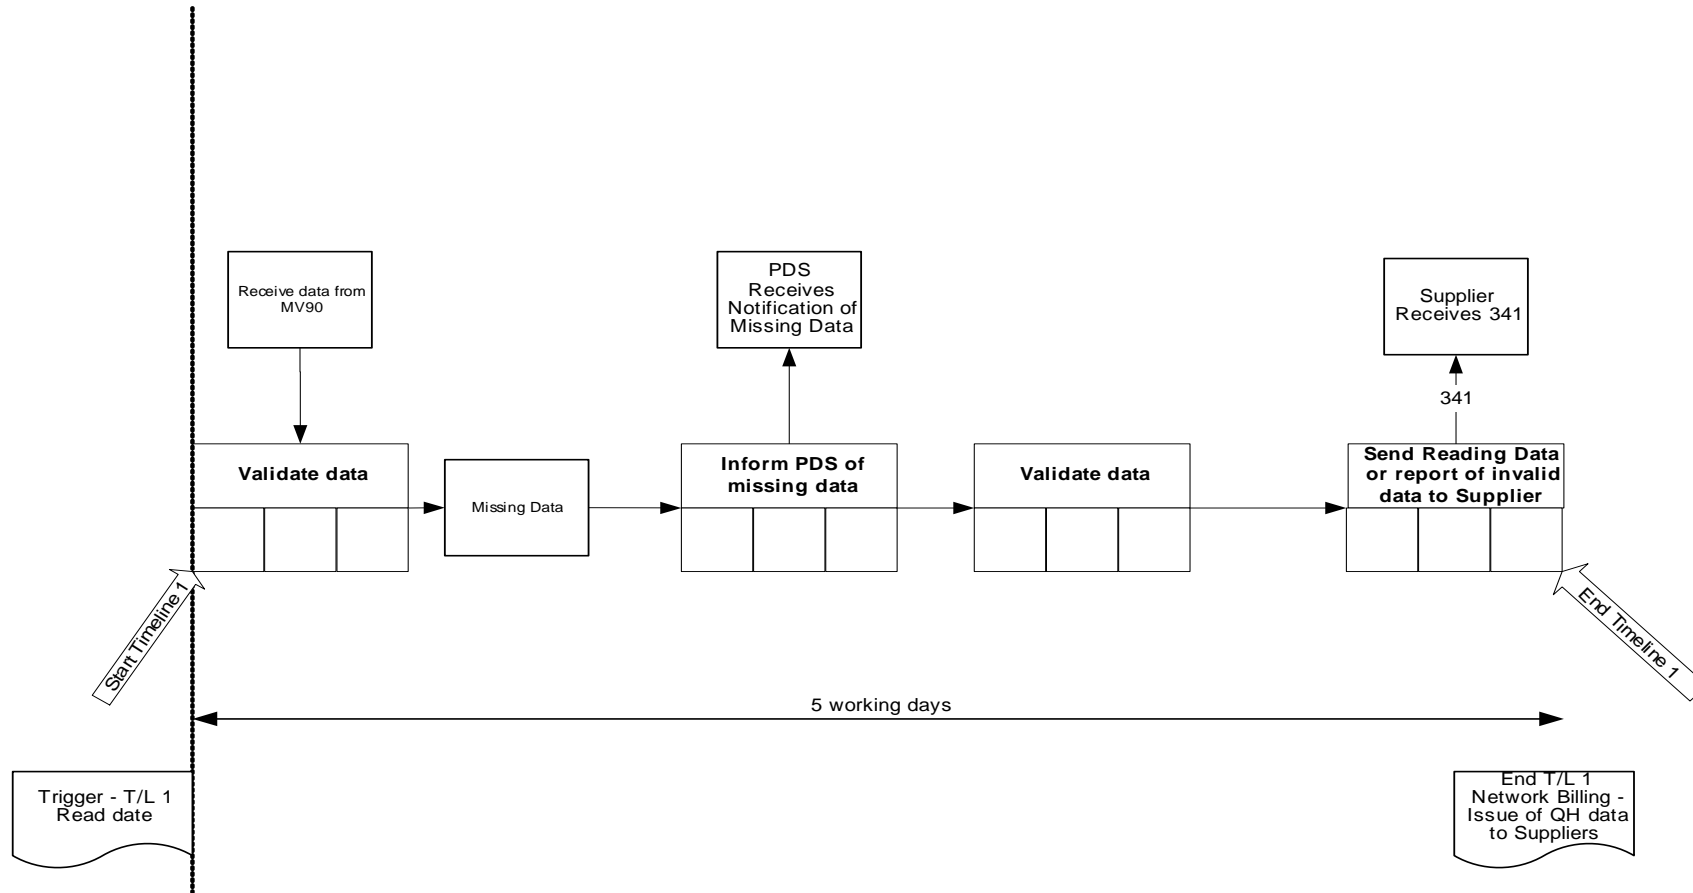 Receive data from
MV90
PDS
Receives
Notification of
Missing Data
Supplier
Receives 341
341
Validate data
Missing Data
Inform PDS of
missing data
Validate data
Send Reading Data
or report of invalid
data to Supplier
Start Timeline 1
End Timeline 1
5 working days
Trigger - T/L 1
Read date
End T/L 1
Network Billing -
Issue of QH data
to Suppliers